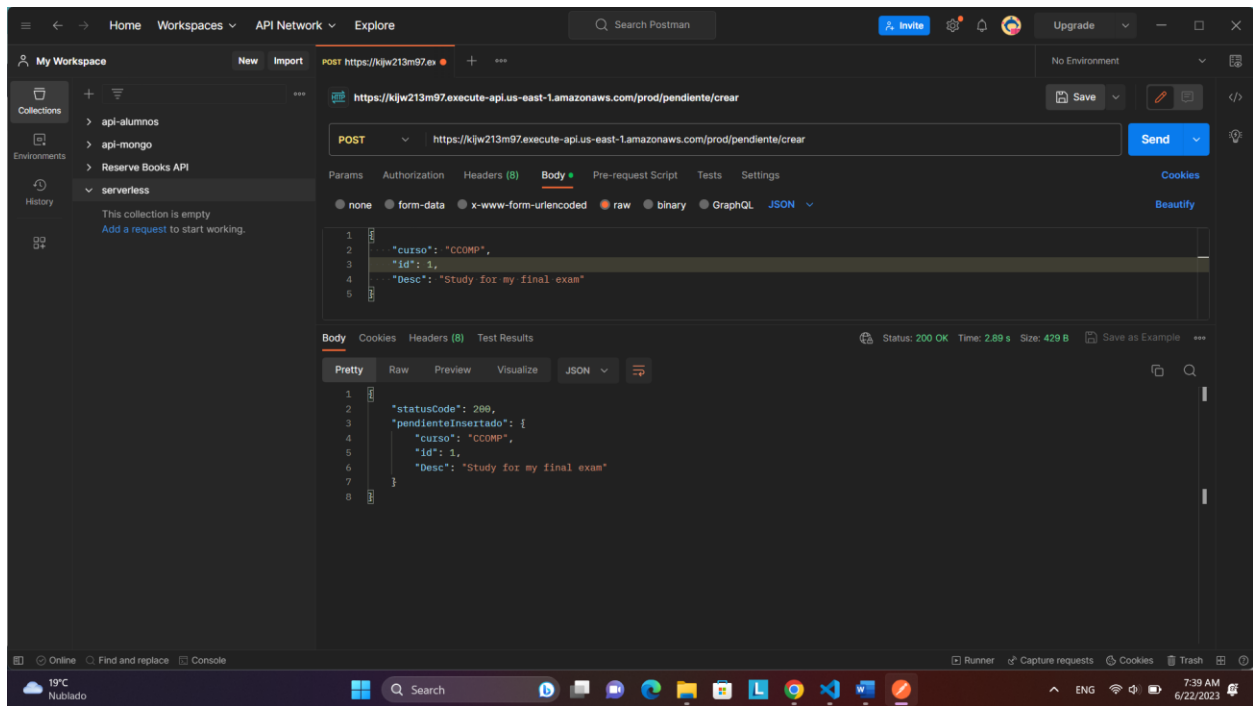 Home Workspaces API Network Explore Search Postman Invite Upgrade
My Workspace New Import POST https://kijw213m97.ex No Environment
Collections
Environments
History
api-alumnos
api-mongo
Reserve Books API
serverless
This collection is empty
Add a request to start working.
HTTP https://kijw213m97.execute-api.us-east-1.amazonaws.com/prod/pendiente/crear Save
POST https://kijw213m97.execute-api.us-east-1.amazonaws.com/prod/pendiente/crear Send
Params Authorization Headers (8) Body Pre-request Script Tests Settings Cookies
none form-data x-www-form-urlencoded raw binary GraphQL JSON Beautify
1 {
2 "curso": "CCOMP",
3 "id": 1,
4 "Desc": "Study for my final exam"
5 }
Body Cookies Headers (8) Test Results Status: 200 OK Time: 2.89 s Size: 429 B Save as Example
Pretty Raw Preview Visualize JSON
1 {
2 "statusCode": 200,
3 "pendienteInsertado": {
4 "curso": "CCOMP",
5 "id": 1,
6 "Desc": "Study for my final exam"
7 }
8 }
Online Find and replace Console Runner Capture requests Cookies Trash
19°C
Nublado
Search
ENG
7:39 AM
6/22/2023